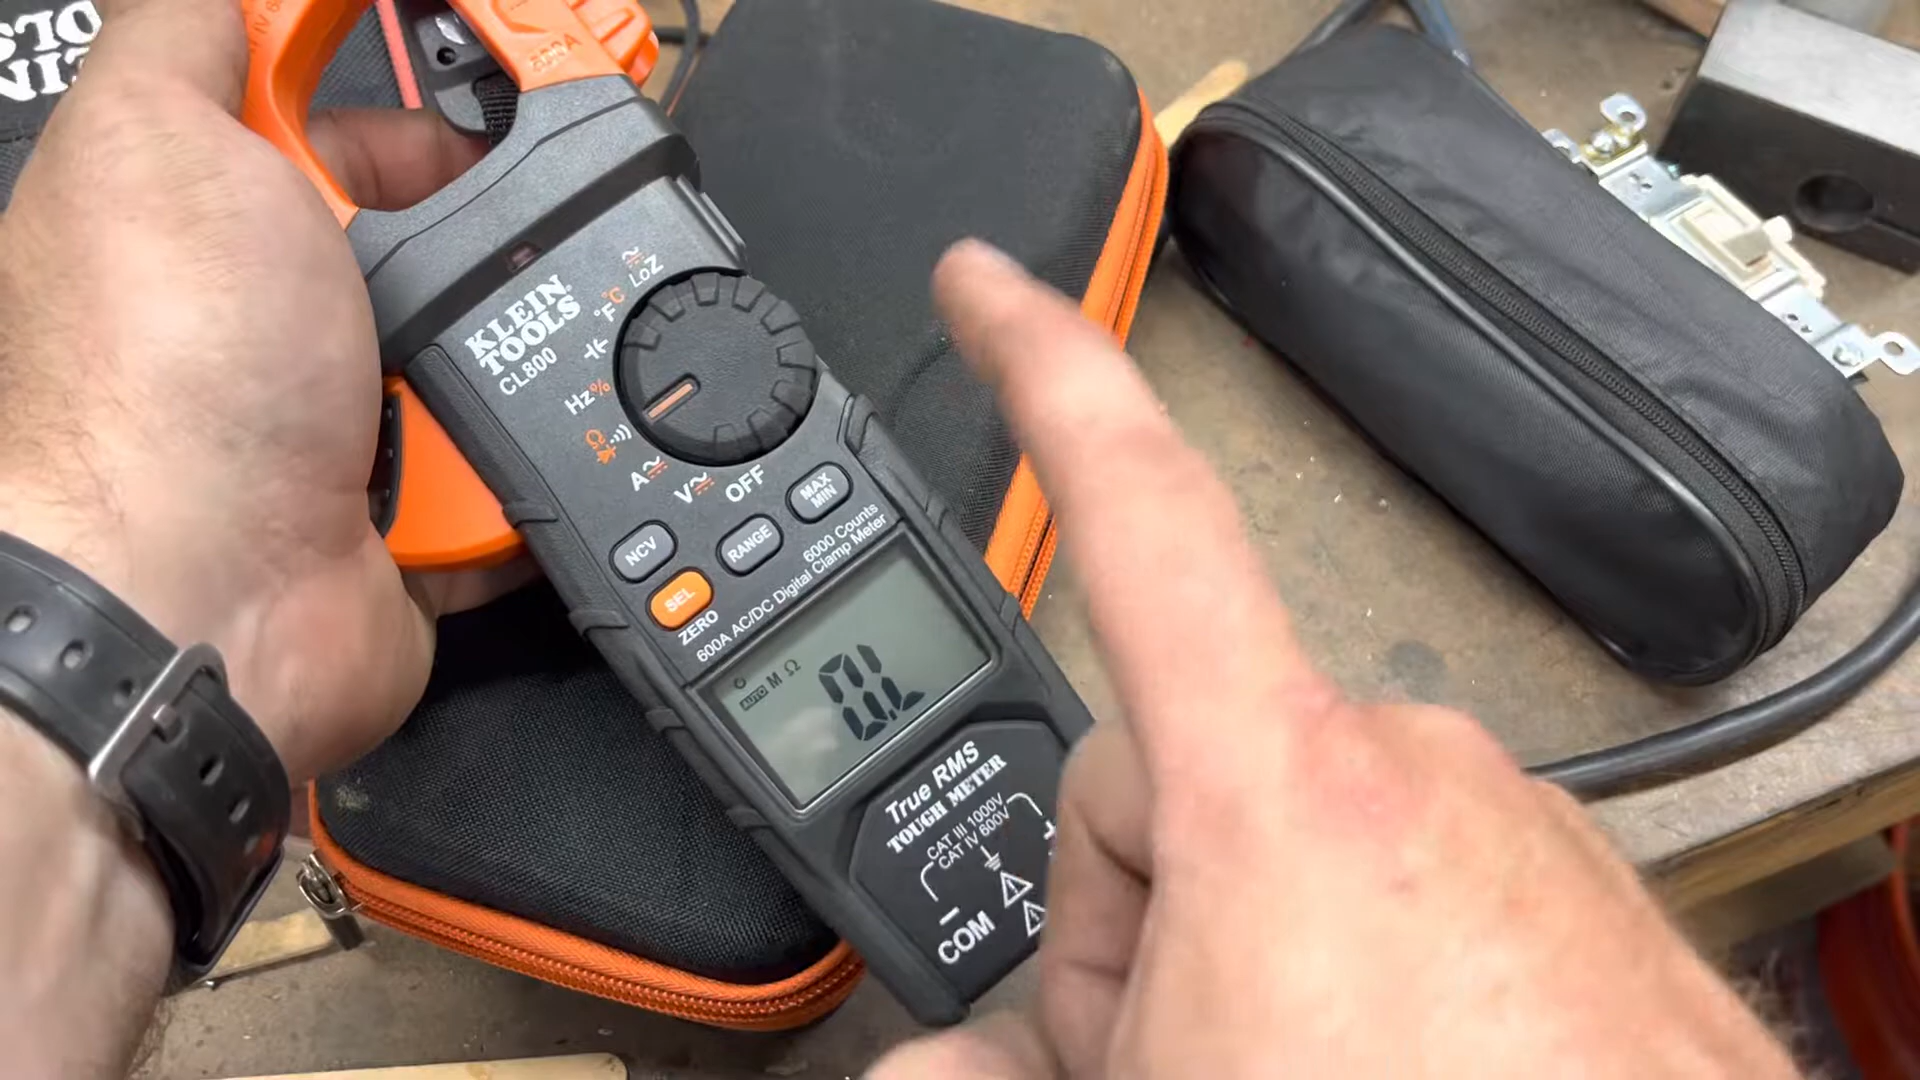 600A
KLEIN
TOOLS
CL800
LoZ
°F°C
Hz%
Ω
A
V
OFF
NCV
RANGE
MAX
MIN
SEL
ZERO
6000 Counts
600A AC/DC Digital Clamp Meter
AUTO M Ω
0.L
True RMS
TOUGH METER
CAT III 1000V
CAT IV 600V
COM